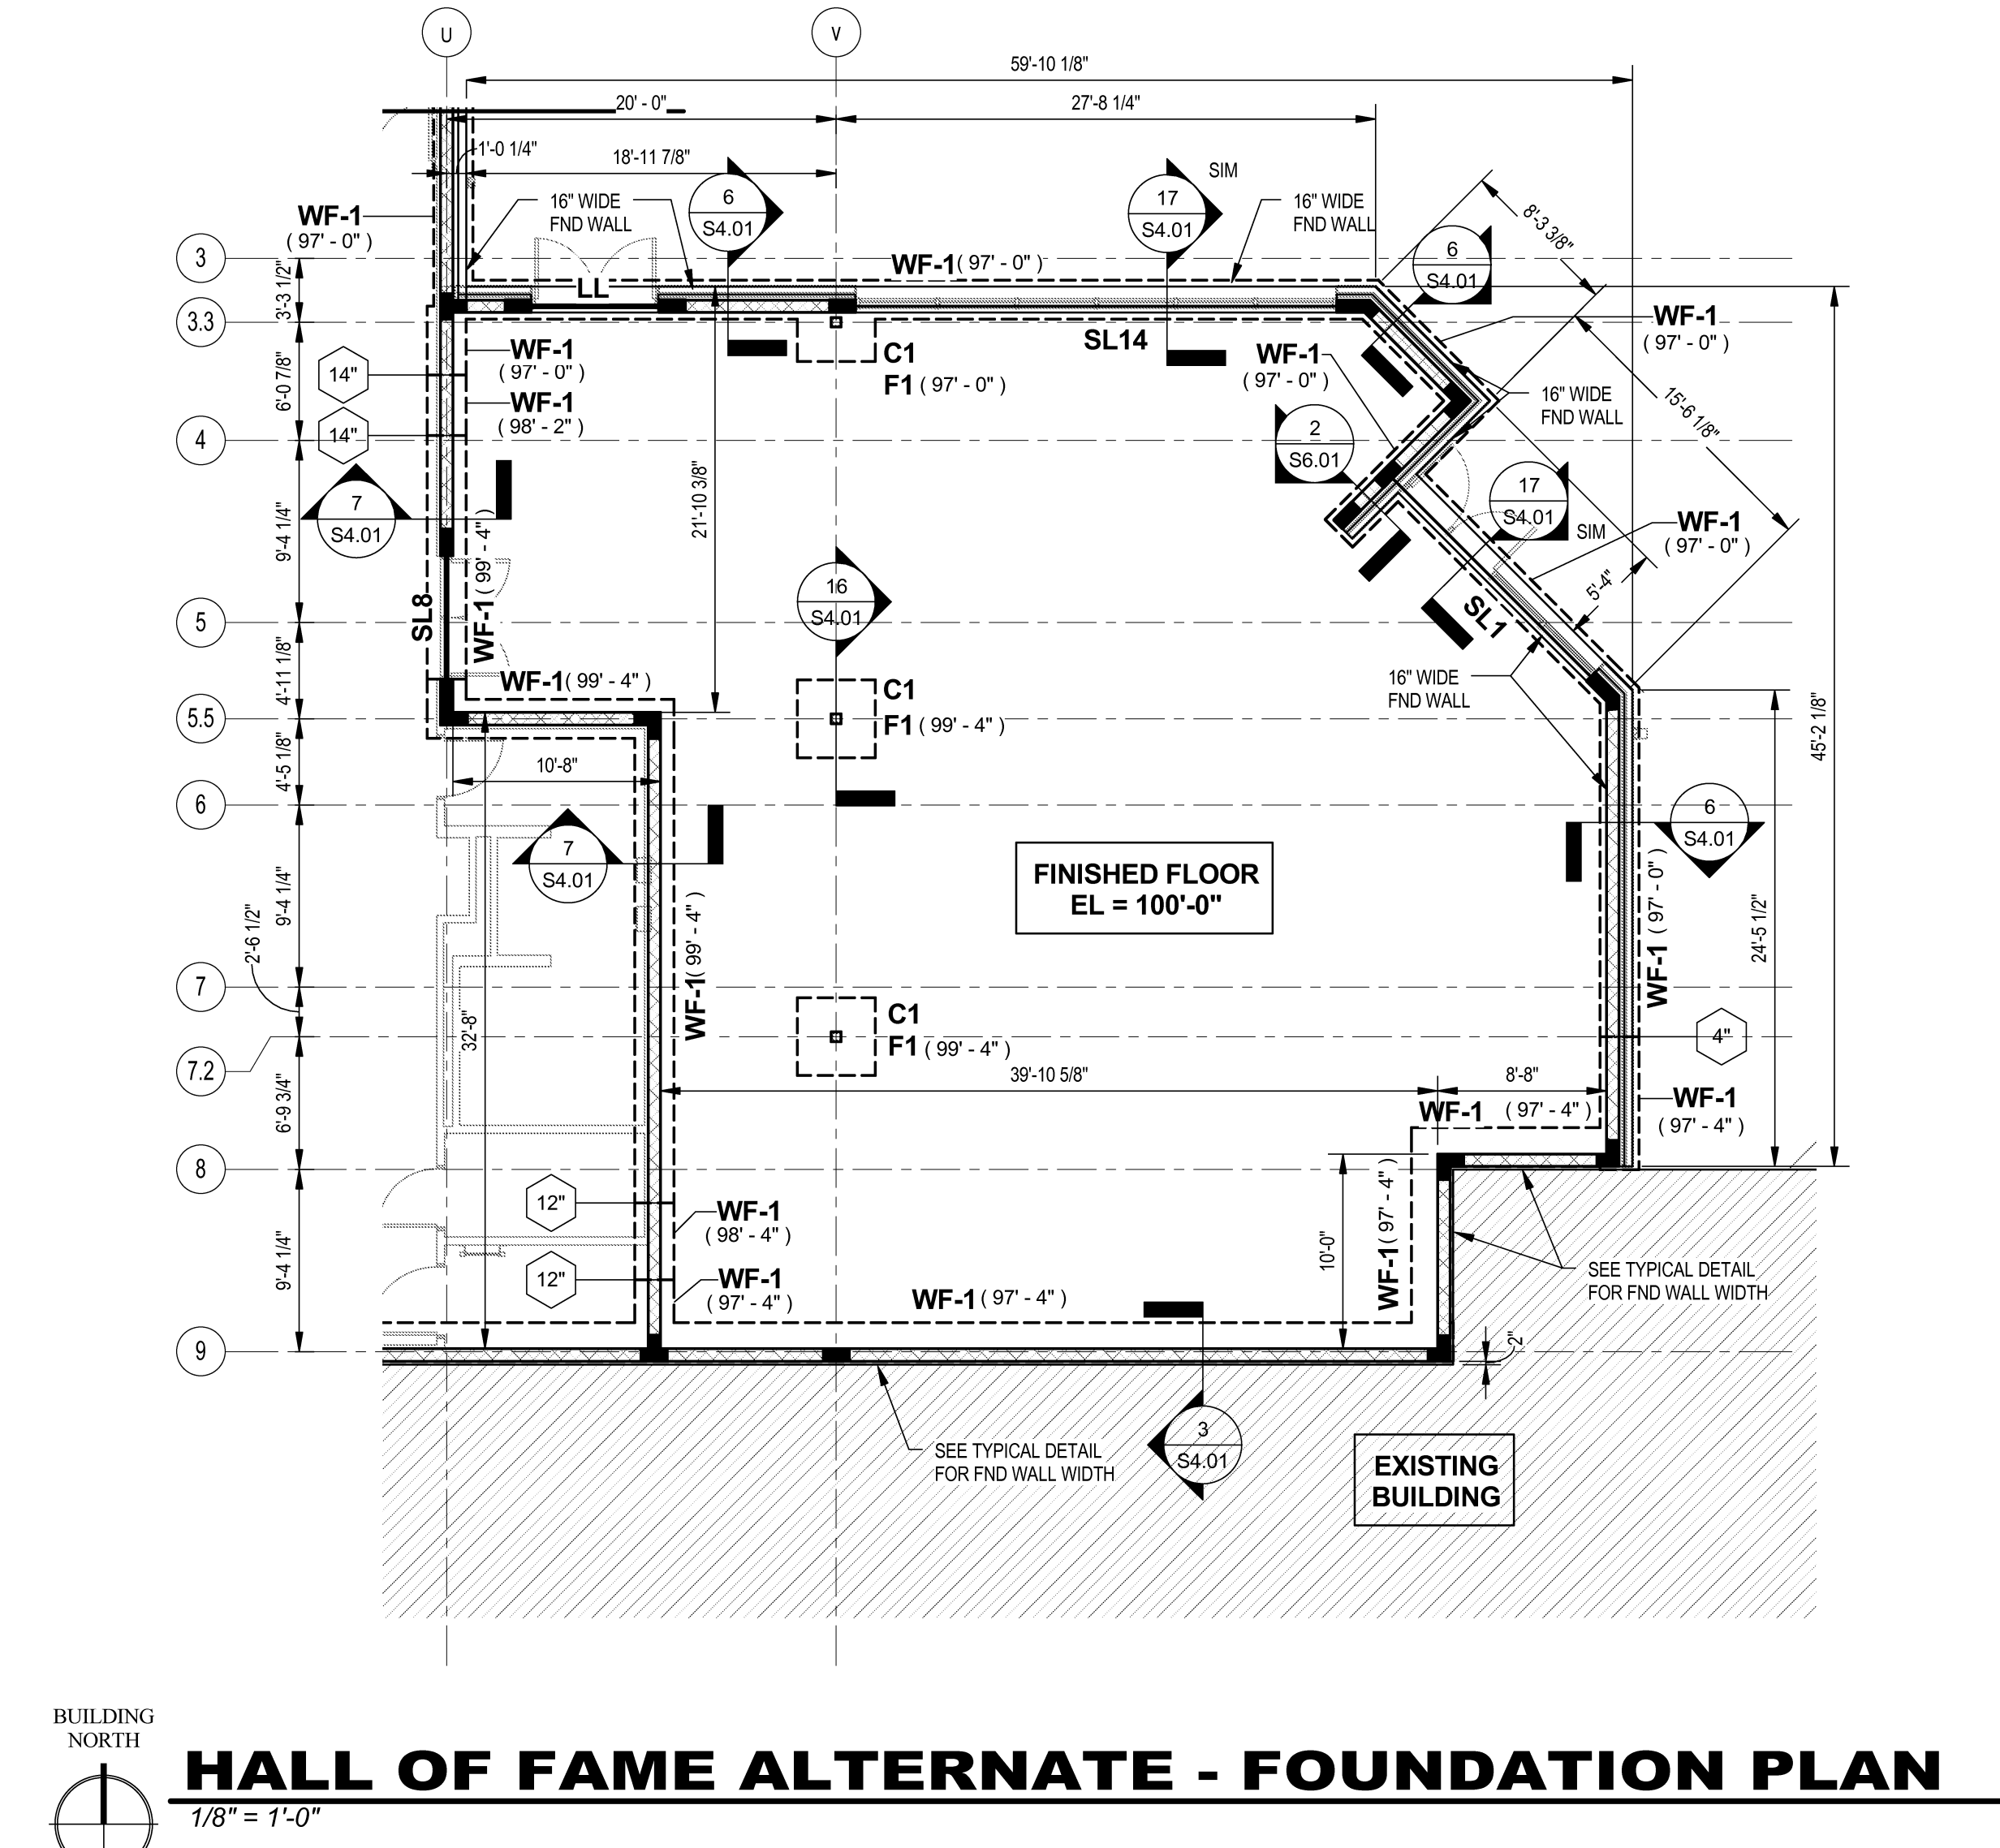 U
V
59'-10 1/8"
20' - 0"
27'-8 1/4"
1'-0 1/4"
18'-11 7/8"
6
S4.01
17
S4.01
SIM
16" WIDE
FND WALL
16" WIDE
FND WALL
8'-3 3/8"
WF-1
( 97' - 0" )
3
3'-3 1/2"
LL
WF-1 ( 97' - 0" )
6
S4.01
3.3
WF-1
( 97' - 0" )
SL14
C1
F1 ( 97' - 0" )
WF-1
( 97' - 0" )
WF-1
( 97' - 0" )
14"
6'-0 7/8"
WF-1
( 98' - 2" )
14"
4
16" WIDE
FND WALL
15'-6 1/8"
2
S6.01
7
S4.01
9'-4 1/4"
21'-10 3/8"
17
S4.01
SIM
WF-1
( 97' - 0" )
SL8
WF-1 ( 99' - 4" )
16
S4.01
5'-4"
SL1
5
4'-11 1/8"
WF-1 ( 99' - 4" )
C1
F1 ( 99' - 4" )
16" WIDE
FND WALL
45'-2 1/8"
5.5
4'-5 1/8"
10'-8"
6
7
S4.01
6
S4.01
FINISHED FLOOR
EL = 100'-0"
9'-4 1/4"
2'-6 1/2"
WF-1 ( 99' - 4" )
WF-1 ( 97' - 0" )
24'-5 1/2"
7
32'-8"
C1
F1 ( 99' - 4" )
4"
7.2
6'-9 3/4"
39'-10 5/8"
8'-8"
WF-1 ( 97' - 4" )
WF-1
( 97' - 4" )
8
12"
WF-1
( 98' - 4" )
WF-1 ( 97' - 4" )
9'-4 1/4"
12"
WF-1
( 97' - 4" )
WF-1 ( 97' - 4" )
10'-0"
SEE TYPICAL DETAIL
FOR FND WALL WIDTH
9
2"
SEE TYPICAL DETAIL
FOR FND WALL WIDTH
3
S4.01
EXISTING
BUILDING
BUILDING
NORTH
HALL OF FAME ALTERNATE - FOUNDATION PLAN
1/8" = 1'-0"